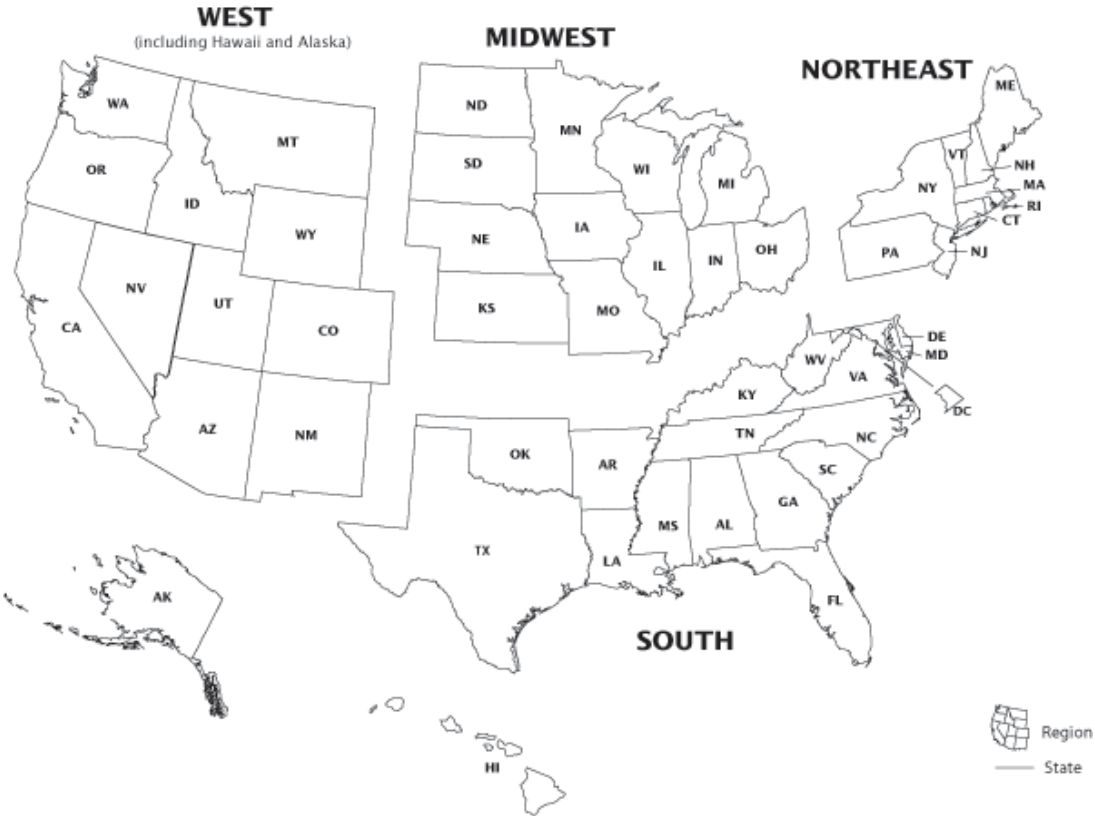 WEST
(including Hawaii and Alaska)
MIDWEST
NORTHEAST
WA
MT
OR
ID
WY
NV
UT
CA
CO
AZ
NM
ND
MN
SD
WI
MI
NE
IA
IL
IN
OH
KS
MO
ME
VT
NH
NY
MA
RI
CT
PA
NJ
DE
MD
WV
VA
KY
DC
TN
NC
OK
AR
SC
MS
AL
GA
TX
LA
FL
SOUTH
AK
HI
Region
State